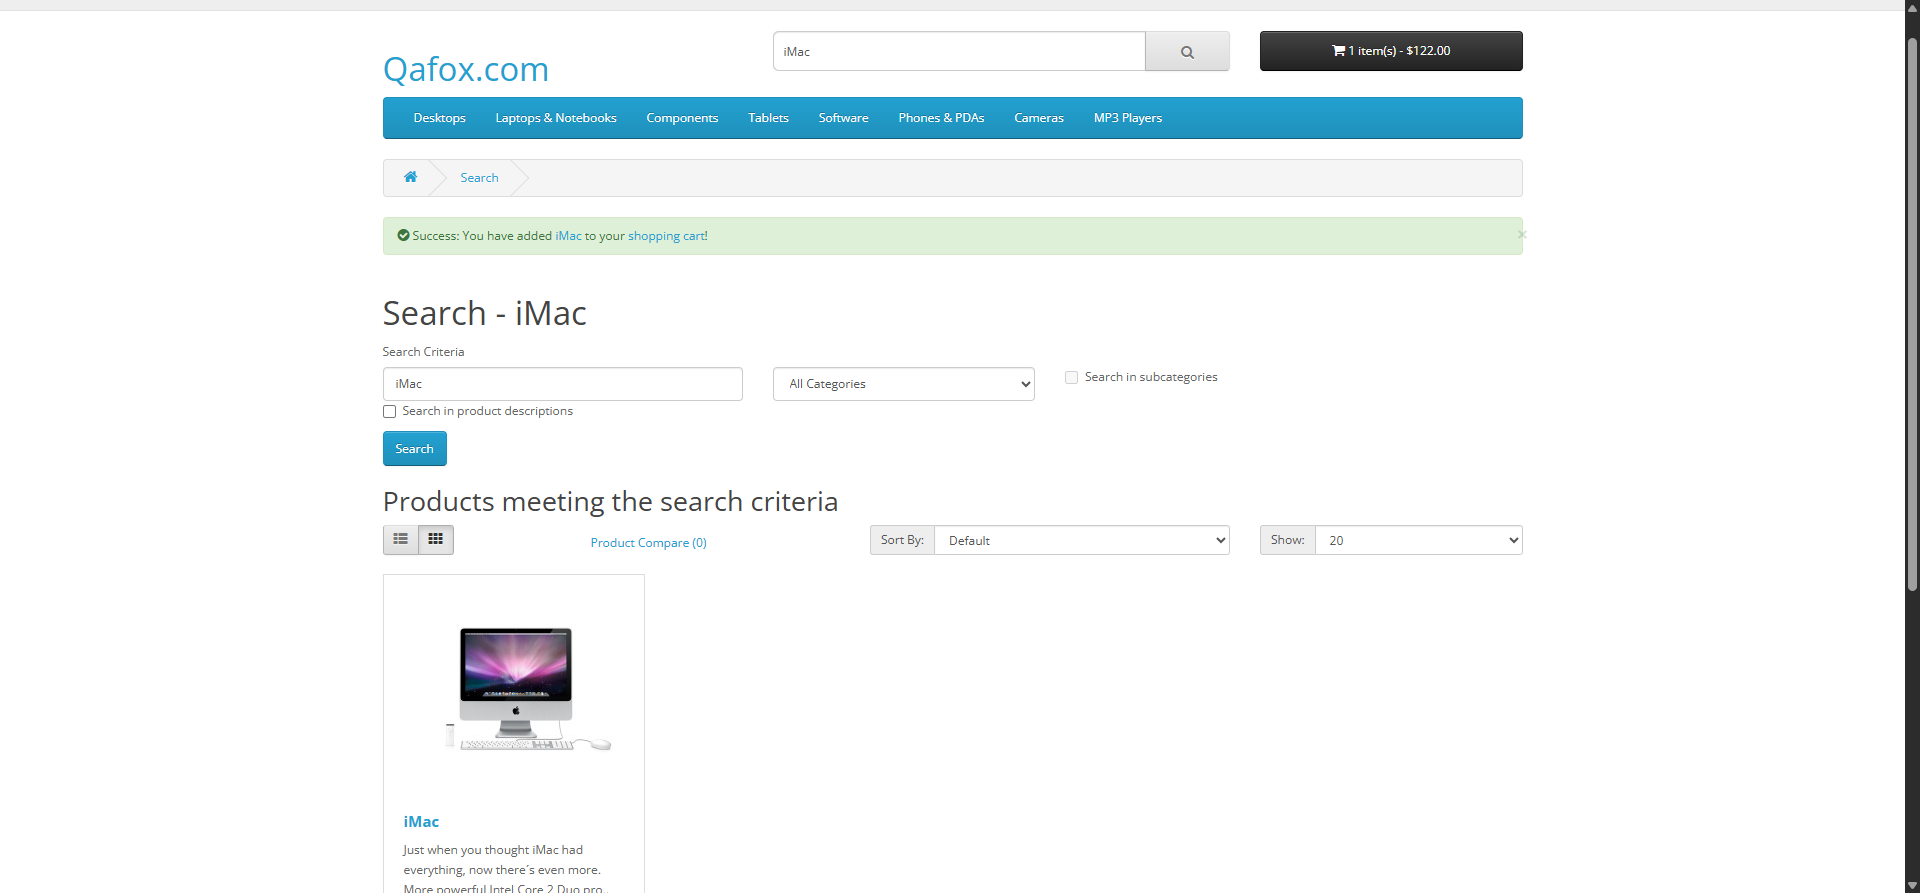 Qafox.com
iMac
1 item(s) - $122.00
Desktops Laptops & Notebooks Components Tablets Software Phones & PDAs Cameras MP3 Players
Search
Success: You have added iMac to your shopping cart!
×
Search - iMac
Search Criteria
iMac
All Categories
Search in subcategories
Search in product descriptions
Search
Products meeting the search criteria
Product Compare (0)
Sort By: Default
Show: 20
iMac
Just when you thought iMac had
everything, now there´s even more.
More powerful Intel Core 2 Duo pro..